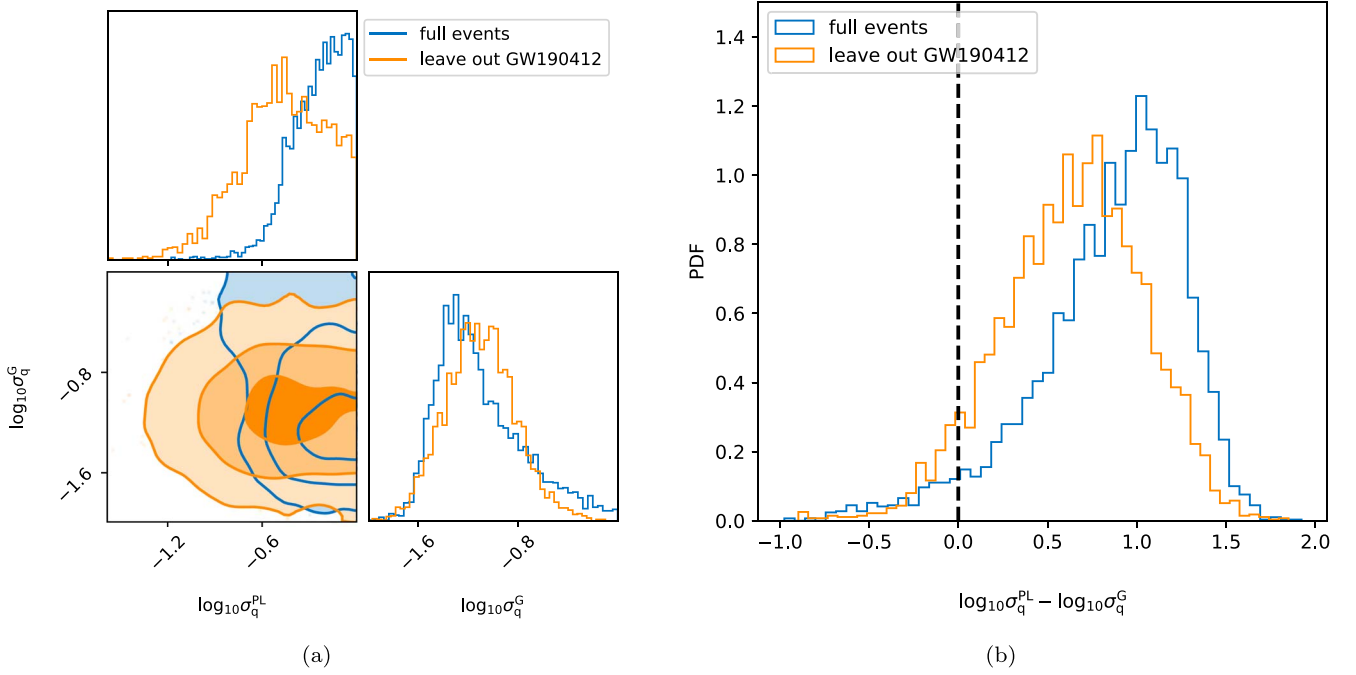 full events
leave out GW190412
−0.8
−1.6
log₁₀σ_q^G
−1.2
−0.6
log₁₀σ_q^PL
−1.6
−0.8
log₁₀σ_q^G
(a)
full events
leave out GW190412
1.4
1.2
1.0
0.8
0.6
0.4
0.2
0.0
PDF
−1.0
−0.5
0.0
0.5
1.0
1.5
2.0
log₁₀σ_q^PL − log₁₀σ_q^G
(b)